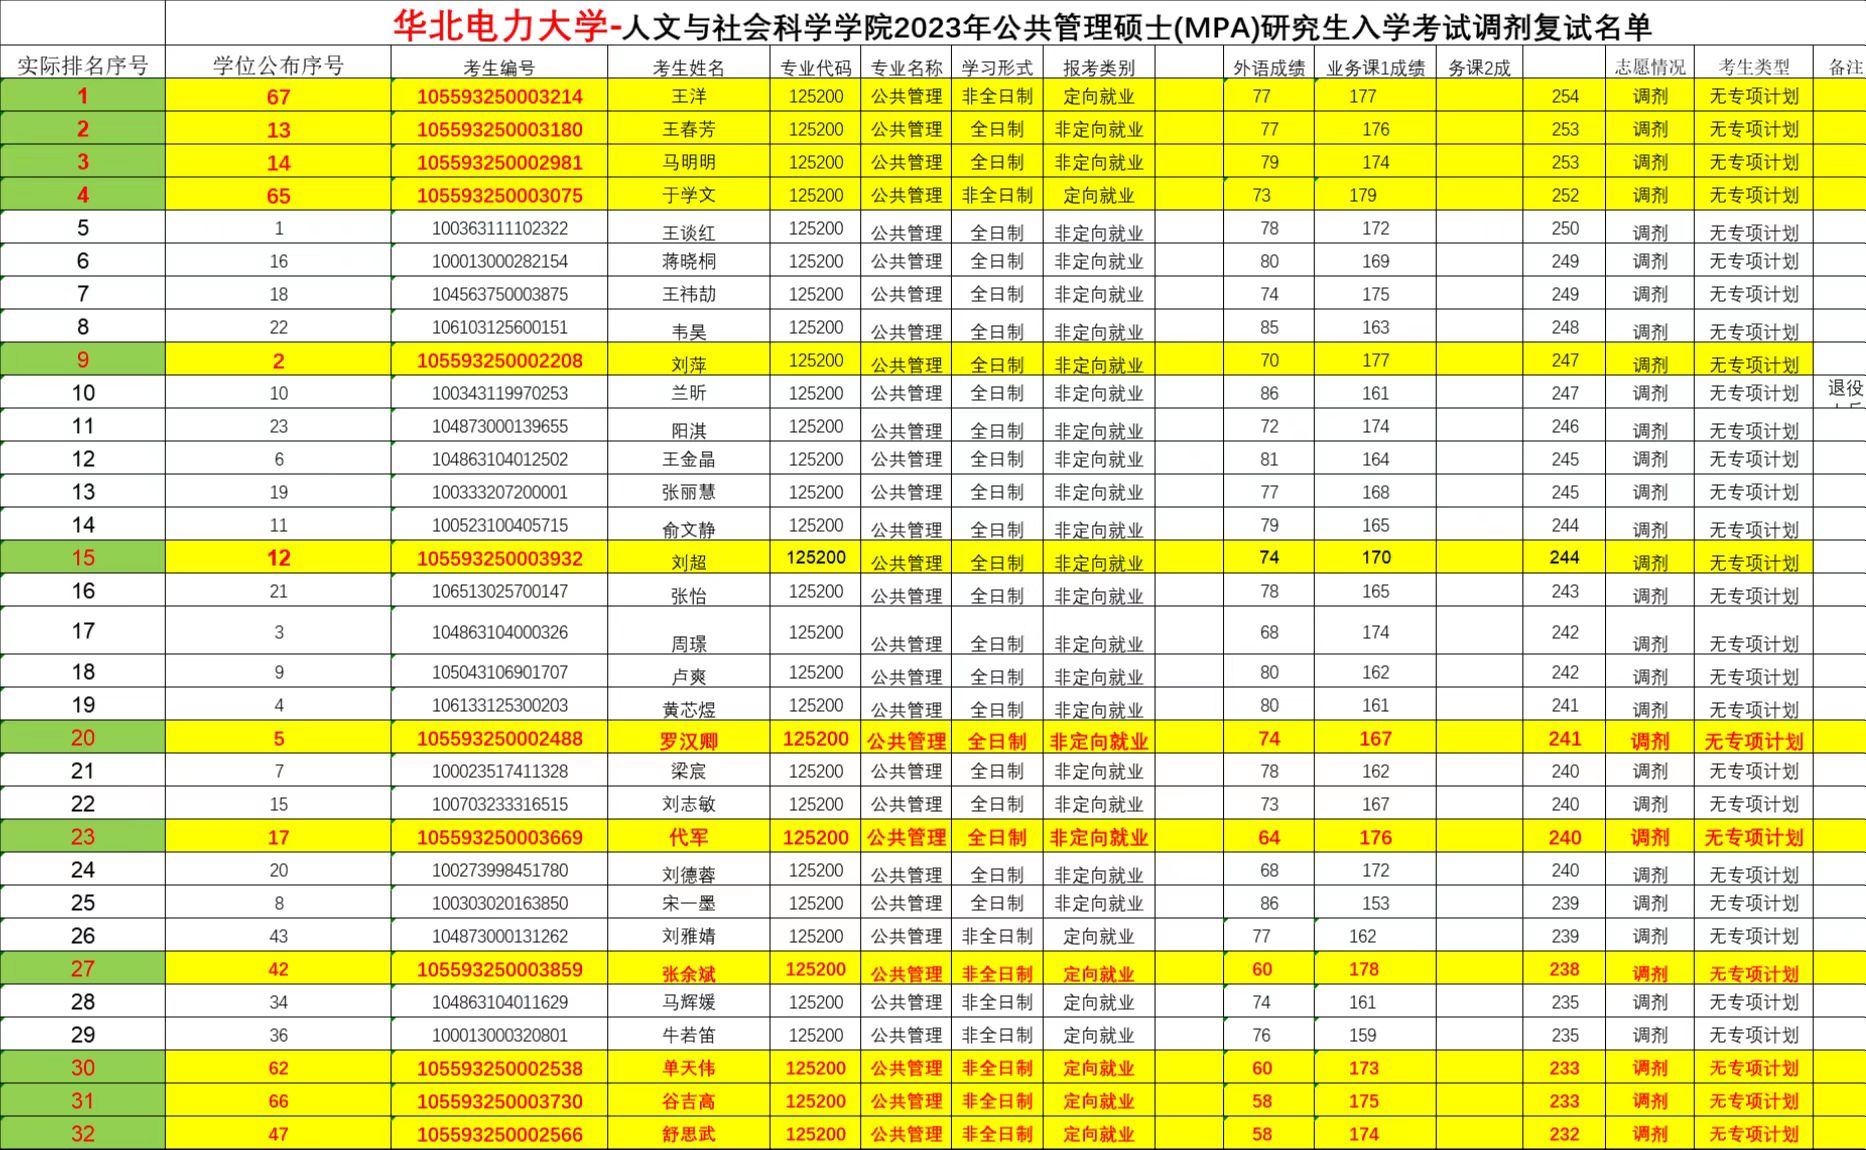 华北电力大学-人文与社会科学学院2023年公共管理硕士(MPA)研究生入学考试调剂复试名单
实际排名序号 学位公布序号 考生编号 考生姓名 专业代码 专业名称 学习形式 报考类别 外语成绩 业务课1成绩 务课2成 志愿情况 考生类型 备注
1 67 105593250003214 王洋 125200 公共管理 非全日制 定向就业 77 177 254 调剂 无专项计划
2 13 105593250003180 王春芳 125200 公共管理 全日制 非定向就业 77 176 253 调剂 无专项计划
3 14 105593250002981 马明明 125200 公共管理 全日制 非定向就业 79 174 253 调剂 无专项计划
4 65 105593250003075 于学文 125200 公共管理 非全日制 定向就业 73 179 252 调剂 无专项计划
5 1 100363111102322 王谈红 125200 公共管理 全日制 非定向就业 78 172 250 调剂 无专项计划
6 16 100013000282154 蒋晓桐 125200 公共管理 全日制 非定向就业 80 169 249 调剂 无专项计划
7 18 104563750003875 王祎劼 125200 公共管理 全日制 非定向就业 74 175 249 调剂 无专项计划
8 22 106103125600151 韦昊 125200 公共管理 全日制 非定向就业 85 163 248 调剂 无专项计划
9 2 105593250002208 刘萍 125200 公共管理 全日制 非定向就业 70 177 247 调剂 无专项计划
10 10 100343119970253 兰昕 125200 公共管理 全日制 非定向就业 86 161 247 调剂 无专项计划 退役
11 23 104873000139655 阳淇 125200 公共管理 全日制 非定向就业 72 174 246 调剂 无专项计划
12 6 104863104012502 王金晶 125200 公共管理 全日制 非定向就业 81 164 245 调剂 无专项计划
13 19 100333207200001 张丽慧 125200 公共管理 全日制 非定向就业 77 168 245 调剂 无专项计划
14 11 100523100405715 俞文静 125200 公共管理 全日制 非定向就业 79 165 244 调剂 无专项计划
15 12 105593250003932 刘超 125200 公共管理 全日制 非定向就业 74 170 244 调剂 无专项计划
16 21 106513025700147 张怡 125200 公共管理 全日制 非定向就业 78 165 243 调剂 无专项计划
17 3 104863104000326 周璟 125200 公共管理 全日制 非定向就业 68 174 242 调剂 无专项计划
18 9 105043106901707 卢爽 125200 公共管理 全日制 非定向就业 80 162 242 调剂 无专项计划
19 4 106133125300203 黄芯煜 125200 公共管理 全日制 非定向就业 80 161 241 调剂 无专项计划
20 5 105593250002488 罗汉卿 125200 公共管理 全日制 非定向就业 74 167 241 调剂 无专项计划
21 7 100023517411328 梁宸 125200 公共管理 全日制 非定向就业 78 162 240 调剂 无专项计划
22 15 100703233316515 刘志敏 125200 公共管理 全日制 非定向就业 73 167 240 调剂 无专项计划
23 17 105593250003669 代军 125200 公共管理 全日制 非定向就业 64 176 240 调剂 无专项计划
24 20 100273998451780 刘德蓉 125200 公共管理 全日制 非定向就业 68 172 240 调剂 无专项计划
25 8 100303020163850 宋一墨 125200 公共管理 全日制 非定向就业 86 153 239 调剂 无专项计划
26 43 104873000131262 刘雅婧 125200 公共管理 非全日制 定向就业 77 162 239 调剂 无专项计划
27 42 105593250003859 张余斌 125200 公共管理 非全日制 定向就业 60 178 238 调剂 无专项计划
28 34 104863104011629 马辉媛 125200 公共管理 非全日制 定向就业 74 161 235 调剂 无专项计划
29 36 100013000320801 牛若笛 125200 公共管理 非全日制 定向就业 76 159 235 调剂 无专项计划
30 62 105593250002538 单天伟 125200 公共管理 非全日制 定向就业 60 173 233 调剂 无专项计划
31 66 105593250003730 谷吉高 125200 公共管理 非全日制 定向就业 58 175 233 调剂 无专项计划
32 47 105593250002566 舒思武 125200 公共管理 非全日制 定向就业 58 174 232 调剂 无专项计划